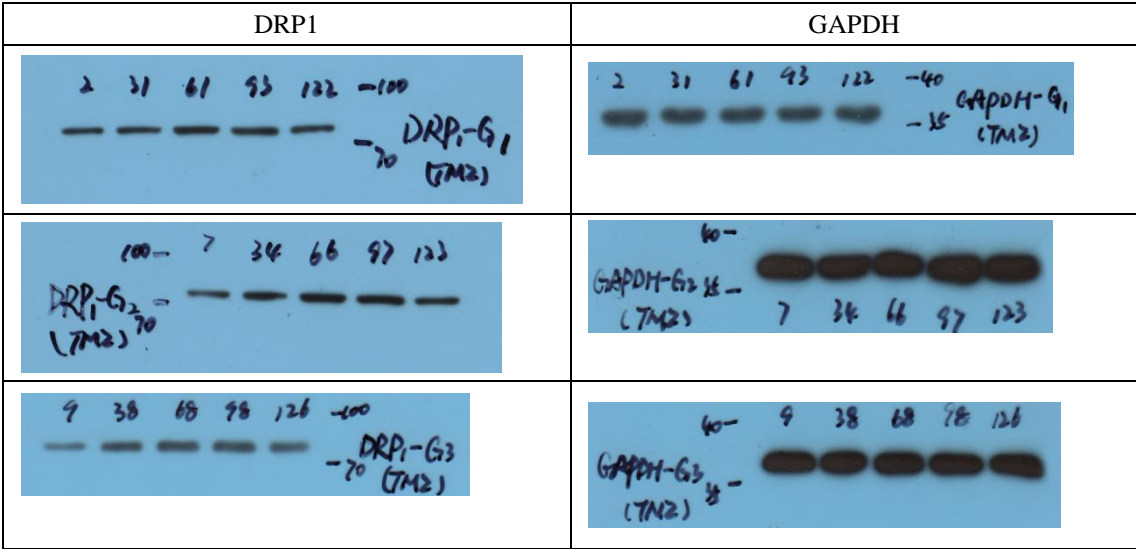 DRP1
GAPDH
2 31 61 93 122 -100
DRP1-G1
-70
(TMZ)
2 31 61 93 122 -40
GAPDH-G1
-35
(TMZ)
100- 7 34 66 97 123
DRP1-G2 -
70
(TMZ)
40-
GAPDH-G2 35 -
(TMZ) 7 34 66 97 123
9 38 68 98 126 -100
DRP1-G3
-70
(TMZ)
40- 9 38 68 98 126
GAPDH-G3
35 -
(TMZ)